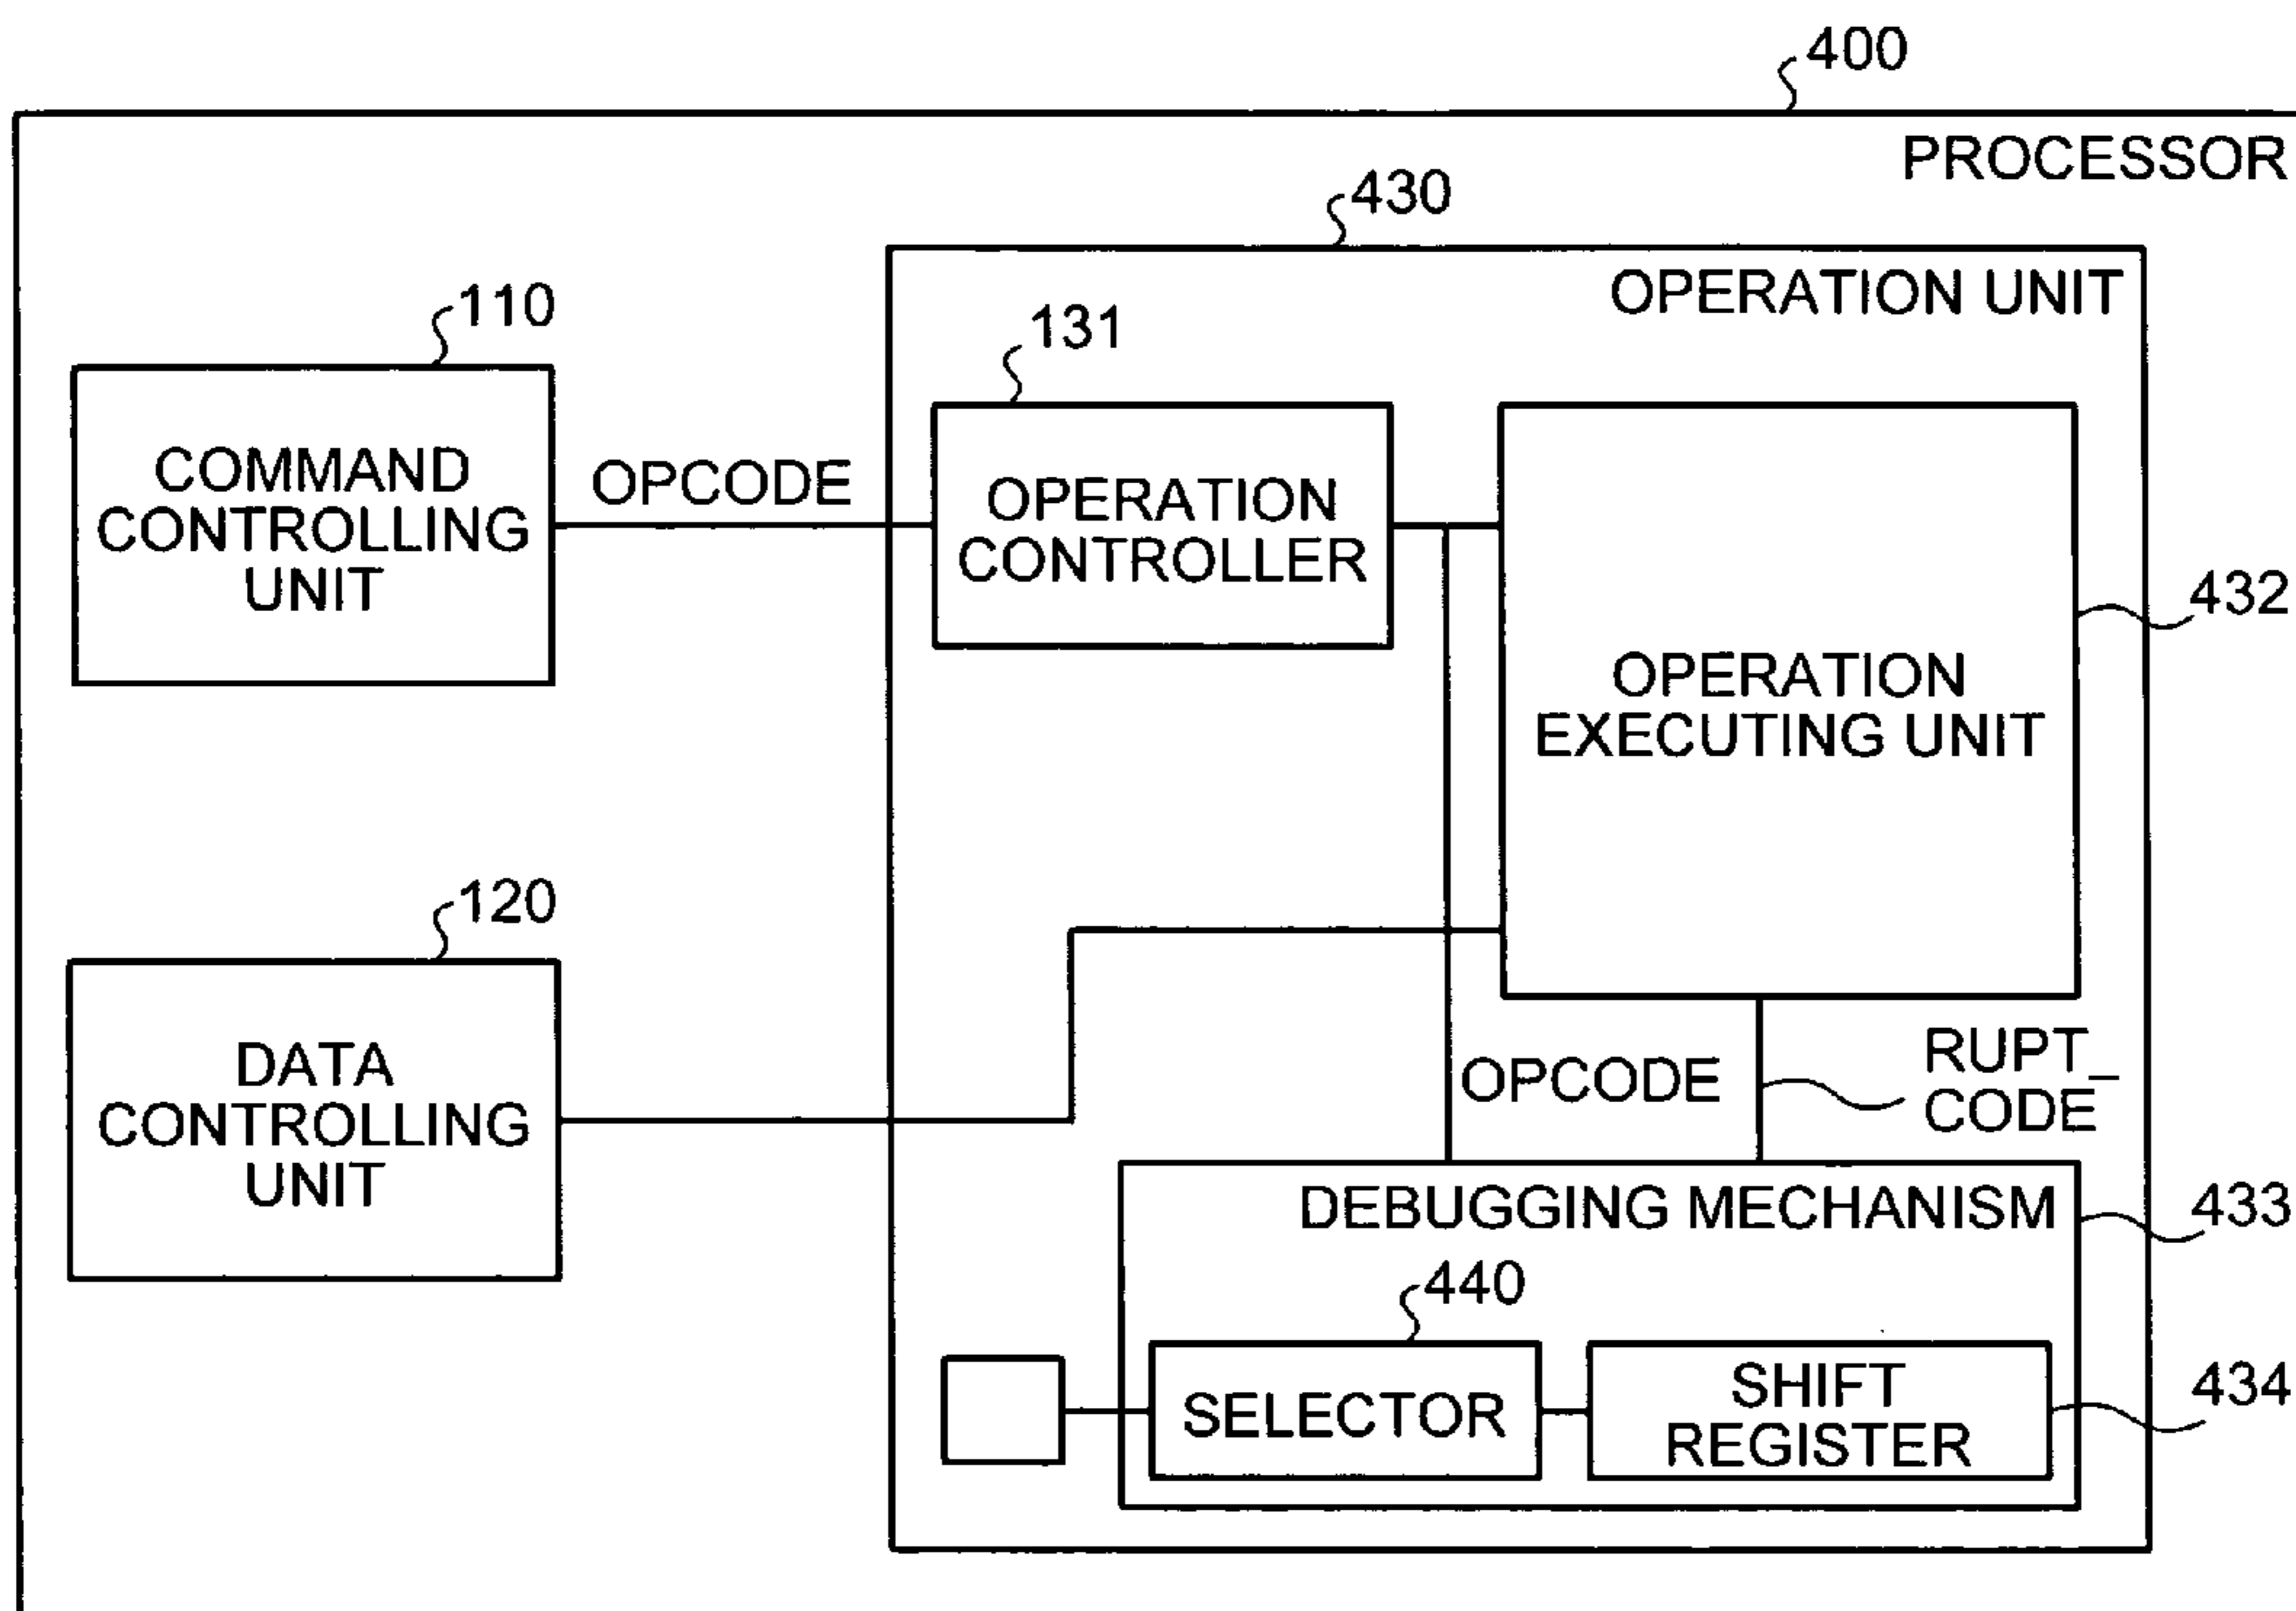 400
PROCESSOR
430
OPERATION UNIT
110
COMMAND
CONTROLLING
UNIT
OPCODE
131
OPERATION
CONTROLLER
432
OPERATION
EXECUTING UNIT
120
DATA
CONTROLLING
UNIT
OPCODE
RUPT_
CODE
433
DEBUGGING MECHANISM
440
SELECTOR
434
SHIFT
REGISTER